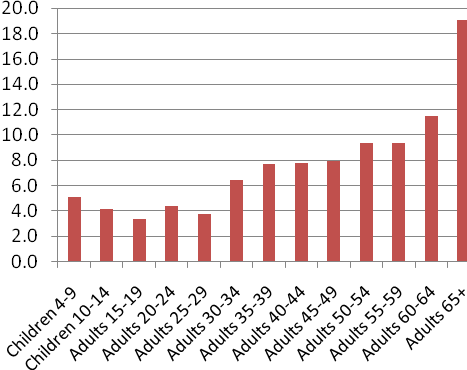 20.0
18.0
16.0
14.0
12.0
10.0
8.0
6.0
4.0
2.0
0.0
Children 4-9
Children 10-14
Adults 15-19
Adults 20-24
Adults 25-29
Adults 30-34
Adults 35-39
Adults 40-44
Adults 45-49
Adults 50-54
Adults 55-59
Adults 60-64
Adults 65+